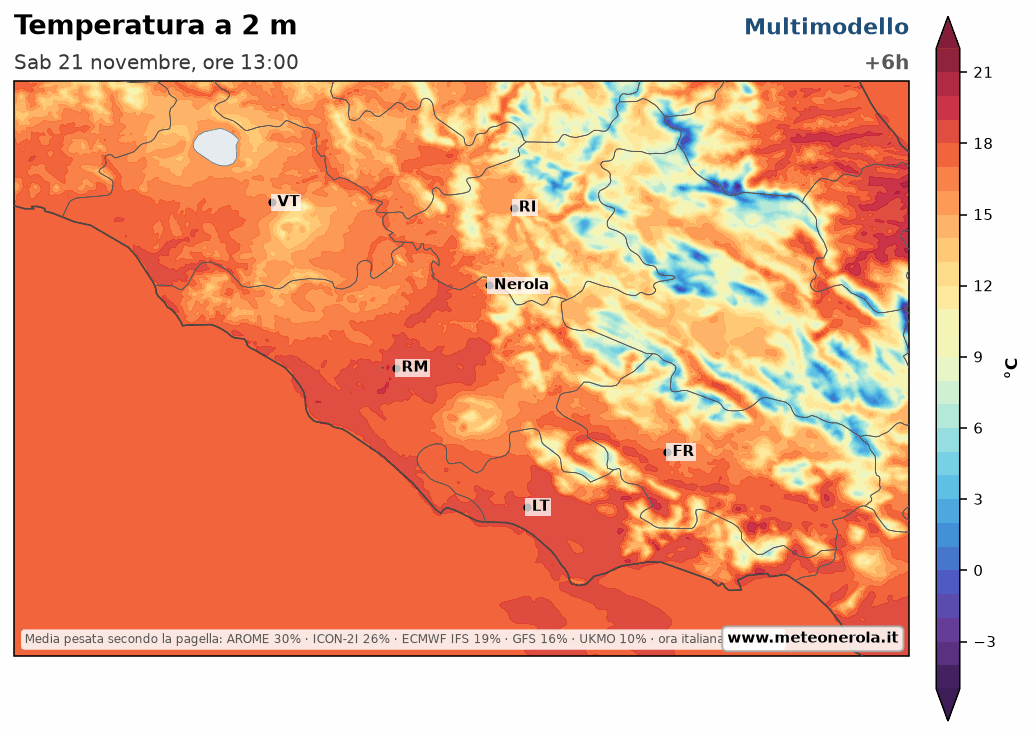 Temperatura a 2 m
Multimodello
Sab 21 novembre, ore 13:00
+6h
21
18
15
12
9
6
3
0
−3
°C
VT
RI
Nerola
RM
FR
LT
Media pesata secondo la pagella: AROME 30% · ICON-2I 26% · ECMWF IFS 19% · GFS 16% · UKMO 10% · ora italiana
www.meteonerola.it